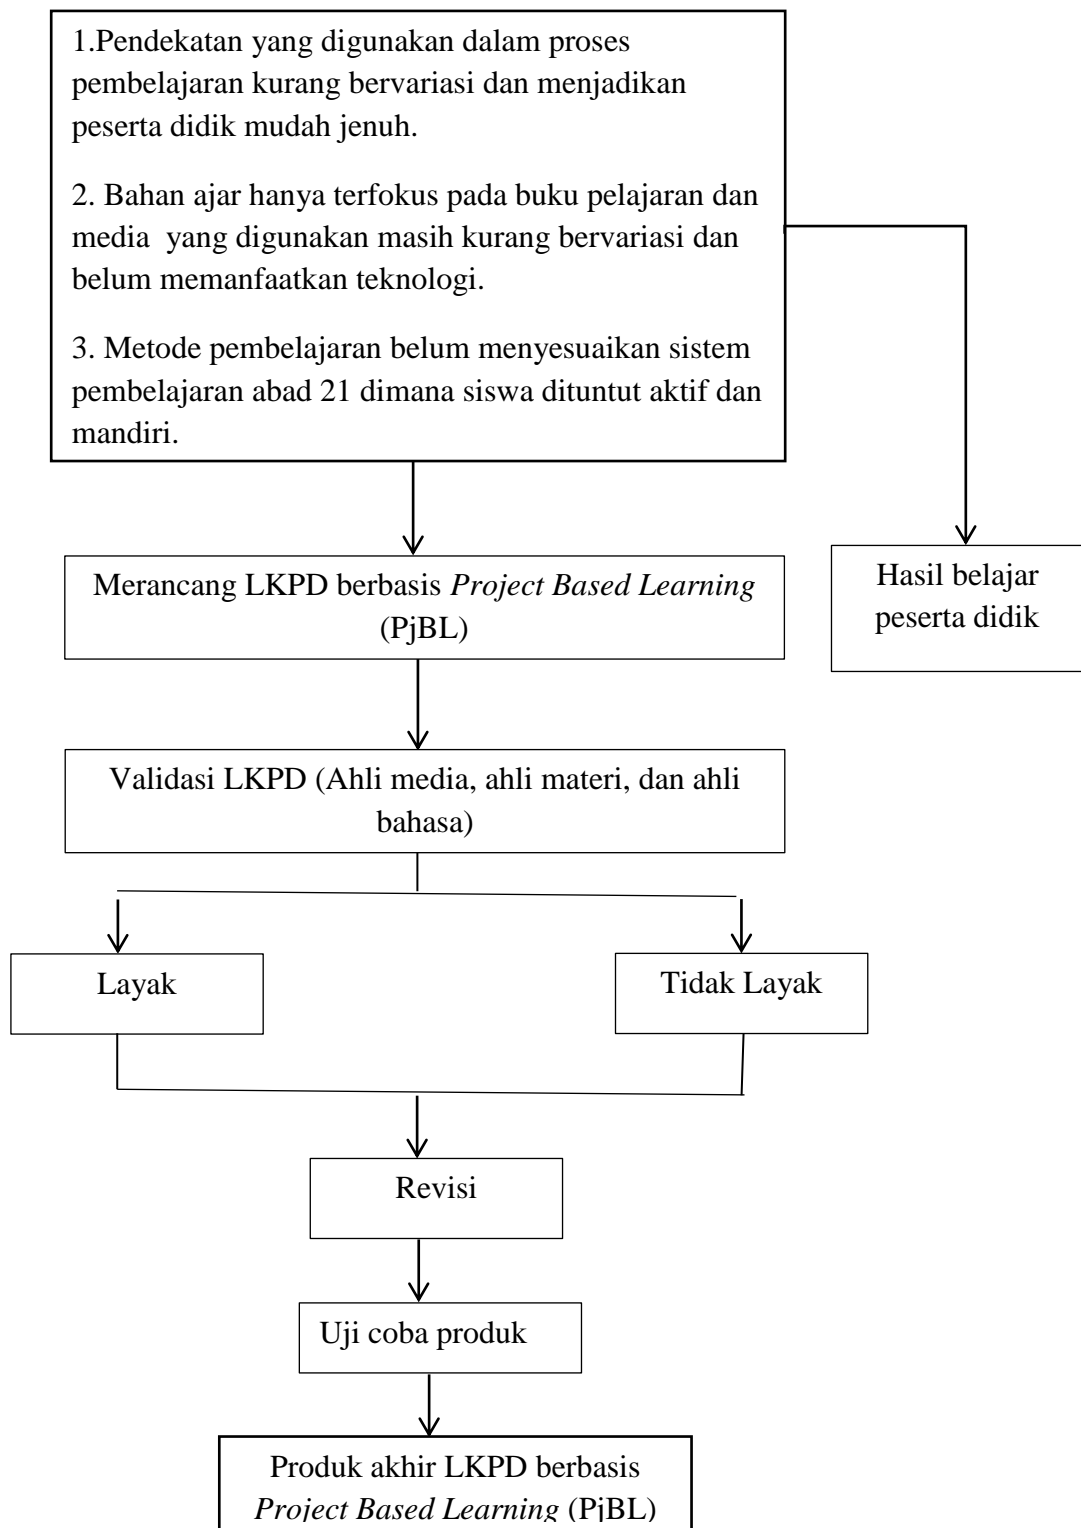 1.Pendekatan yang digunakan dalam proses
pembelajaran kurang bervariasi dan menjadikan
peserta didik mudah jenuh.
2. Bahan ajar hanya terfokus pada buku pelajaran dan
media yang digunakan masih kurang bervariasi dan
belum memanfaatkan teknologi.
3. Metode pembelajaran belum menyesuaikan sistem
pembelajaran abad 21 dimana siswa dituntut aktif dan
mandiri.
Hasil belajar
peserta didik
Merancang LKPD berbasis Project Based Learning
(PjBL)
Validasi LKPD (Ahli media, ahli materi, dan ahli
bahasa)
Layak
Tidak Layak
Revisi
Uji coba produk
Produk akhir LKPD berbasis
Project Based Learning (PjBL)